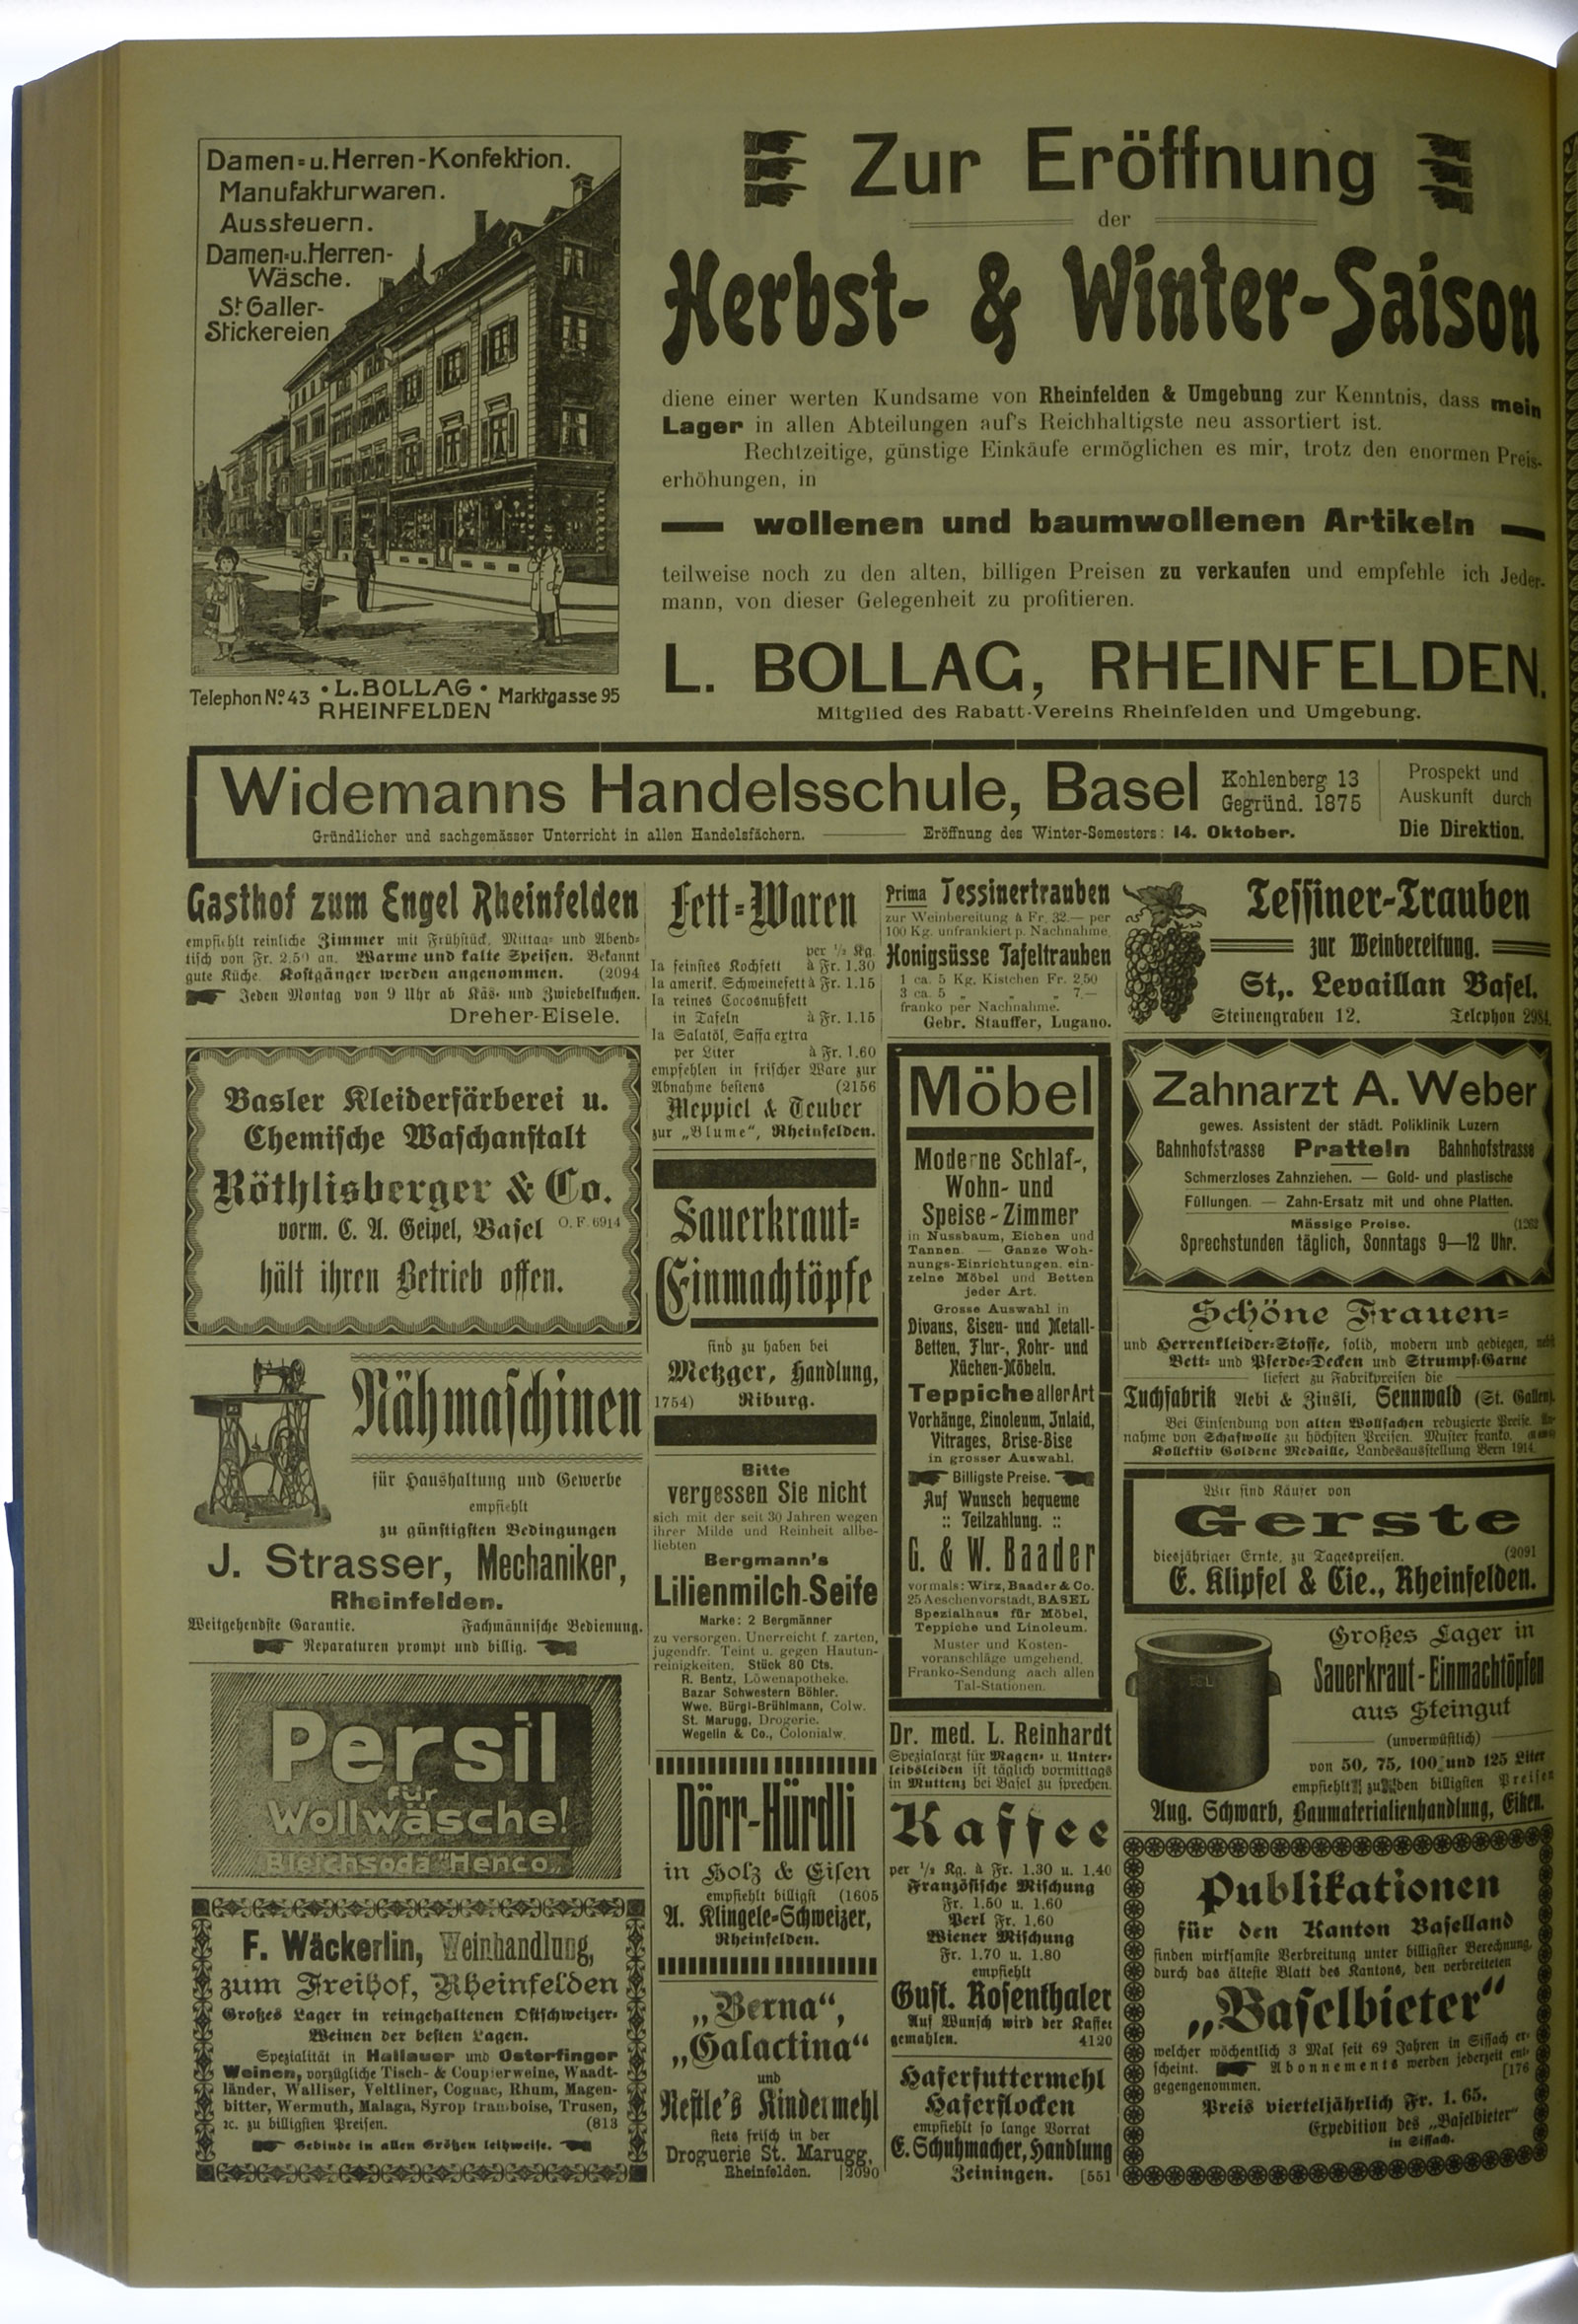 Damen- u. Herren-Konfektion.
Manufakturwaren.
Aussteuern.
Damen- u. Herren-
Wäsche.
St Galler-
Stickereien
Telephon No. 43 • L. BOLLAG • Marktgasse 95
RHEINFELDEN
Zur Eröffnung
der
Herbst- & Winter-Saison
diene einer werten Kundsame von Rheinfelden & Umgebung zur Kenntnis, dass mein
Lager in allen Abteilungen auf's Reichhaltigste neu assortiert ist.
Rechtzeitige, günstige Einkäufe ermöglichen es mir, trotz den enormen Preis-
erhöhungen, in
wollenen und baumwollenen Artikeln
teilweise noch zu den alten, billigen Preisen zu verkaufen und empfehle ich Jeder-
mann, von dieser Gelegenheit zu profitieren.
L. BOLLAG, RHEINFELDEN.
Mitglied des Rabatt-Vereins Rheinfelden und Umgebung.
Widemanns Handelsschule, Basel
Kohlenberg 13
Gegründ. 1875
Gründlicher und sachgemässer Unterricht in allen Handelsfächern. — Eröffnung des Winter-Semesters: 14. Oktober.
Prospekt und
Auskunft durch
Die Direktion.
Gasthof zum Engel Rheinfelden
empfiehlt reinliche Zimmer mit Frühstück, Mittag- und Abend-
tisch von Fr. 2.50 an. Warme und kalte Speisen. Bekannt
gute Küche. Kostgänger werden angenommen. (2094
Jeden Montag von 9 Uhr ab Käs- und Zwiebelkuchen.
Dreher-Eisele.
Basler Kleiderfärberei u.
Chemische Waschanstalt
Röthlisberger & Co.
vorm. C. A. Geipel, Basel O. F. 6914
hält ihren Betrieb offen.
Nähmaschinen
für Haushaltung und Gewerbe
empfiehlt
zu günstigsten Bedingungen
J. Strasser, Mechaniker,
Rheinfelden.
Weitgehendste Garantie. Fachmännische Bedienung.
Reparaturen prompt und billig.
Persil
für
Wollwäsche!
Bleichsoda "Henco"
F. Wäckerlin, Weinhandlung,
zum Freihof, Rheinfelden
Großes Lager in reingehaltenen Ostschweizer-
Weinen der besten Lagen.
Spezialität in Hallauer und Osterfinger
Weinen, vorzügliche Tisch- & Coupierweine, Waadt-
länder, Walliser, Veltliner, Cognac, Rhum, Magen-
bitter, Wermuth, Malaga, Syrop framboise, Trusen,
zc. zu billigsten Preisen. (813
Gebinde in allen Größen leihweise.
Fett-Waren
per ½ Kg.
Ia feinstes Kochfett à Fr. 1.30
Ia amerik. Schweinefett à Fr. 1.15
Ia reines Cocosnußfett
in Tafeln à Fr. 1.15
Ia Salatöl, Saffa extra
per Liter à Fr. 1.60
empfehlen in frischer Ware zur
Abnahme bestens (2156
Meppiel & Teuber
zur „Blume", Rheinfelden.
Sauerkraut-
Einmachtöpfe
sind zu haben bei
Metzger, Handlung,
1754) Riburg.
Bitte
vergessen Sie nicht
sich mit der seit 30 Jahren wegen
ihrer Milde und Reinheit allbe-
liebten
Bergmann's
Lilienmilch-Seife
Marke: 2 Bergmänner
zu versorgen. Unerreicht f. zarten,
jugendfr. Teint u. gegen Hautun-
reinigkeiten. Stück 80 Cts.
R. Bentz, Löwenapotheke.
Bazar Schwestern Böhler.
Wwe. Bürgi-Brühlmann, Colw.
St. Marugg, Drogerie.
Wegelin & Co., Colonialw.
Dörr-Hürdli
in Holz & Eisen
empfiehlt billigst (1605
A. Klingele-Schweizer,
Rheinfelden.
„Berna",
„Galactina"
und
Nestle's Kindermehl
stets frisch in der
Droguerie St. Marugg,
Rheinfelden. [2090
Prima Tessinertrauben
zur Weinbereitung à Fr. 32.— per
100 Kg. unfrankiert p. Nachnahme.
Honigsüsse Tafeltrauben
1 ca. 5 Kg. Kistchen Fr. 2.50
3 ca. 5 „ „ „ 7.—
franko per Nachnahme.
Gebr. Stauffer, Lugano.
Möbel
Moderne Schlaf-,
Wohn- und
Speise-Zimmer
in Nussbaum, Eichen und
Tannen. — Ganze Woh-
nungs-Einrichtungen, ein-
zelne Möbel und Betten
jeder Art.
Grosse Auswahl in
Divans, Eisen- und Metall-
Betten, Flur-, Rohr- und
Küchen-Möbeln.
Teppiche aller Art
Vorhänge, Linoleum, Inlaid,
Vitrages, Brise-Bise
in grosser Auswahl.
Billigste Preise.
Auf Wunsch bequeme
:: Teilzahlung. ::
G. & W. Baader
vormals: Wirz, Baader & Co.
25 Aeschenvorstadt, BASEL
Spezialhaus für Möbel,
Teppiche und Linoleum.
Muster und Kosten-
voranschläge umgehend.
Franko-Sendung nach allen
Tal-Stationen.
Dr. med. L. Reinhardt
Spezialarzt für Magen- u. Unter-
leibsleiden ist täglich vormittags
in Muttenz bei Basel zu sprechen.
Kaffee
per ½ Kg. à Fr. 1.30 u. 1.40
Französische Mischung
Fr. 1.50 u. 1.60
Perl Fr. 1.60
Wiener Mischung
Fr. 1.70 u. 1.80
empfiehlt
Gust. Rosenthaler
Auf Wunsch wird der Kaffee
gemahlen. 4120
Haferfuttermehl
Haferflocken
empfiehlt so lange Vorrat
E. Schuhmacher, Handlung
Zeiningen. [551
Tessiner-Trauben
zur Weinbereitung.
St,. Levaillan Basel.
Steinengraben 12. Telephon 2984.
Zahnarzt A. Weber
gewes. Assistent der städt. Poliklinik Luzern
Bahnhofstrasse Pratteln Bahnhofstrasse
Schmerzloses Zahnziehen. — Gold- und plastische
Füllungen. — Zahn-Ersatz mit und ohne Platten.
Mässige Preise. (1262
Sprechstunden täglich, Sonntags 9—12 Uhr.
Schöne Frauen-
und Herrenkleider-Stoffe, solid, modern und gediegen, nebst
Bett- und Pferde-Decken und Strumpf-Garne
liefert zu Fabrikpreisen die
Tuchfabrik Aebi & Zinsli, Sennwald (St. Gallen).
Bei Einsendung von alten Wollsachen reduzierte Preise. An-
nahme von Schafwolle zu höchsten Preisen. Muster franko.
Kollektiv Goldene Medaille, Landesausstellung Bern 1914.
Wir sind Käufer von
Gerste
diesjähriger Ernte, zu Tagespreisen. (2091
E. Klipfel & Cie., Rheinfelden.
Großes Lager in
Sauerkraut-Einmachtöpfen
aus Steingut
(unverwüstlich)
von 50, 75, 100 und 125 Liter
empfiehlt zu den billigsten Preisen
Aug. Schwarb, Baumaterialienhandlung, Eiken.
Publikationen
für den Kanton Baselland
finden wirksamste Verbreitung unter billigster Berechnung,
durch das älteste Blatt des Kantons, den verbreiteten
„Baselbieter"
welcher wöchentlich 3 Mal seit 69 Jahren in Sissach er-
scheint. Abonnements werden jederzeit ent-
gegengenommen. [176
Preis vierteljährlich Fr. 1. 65.
Expedition des „Baselbieter"
in Sissach.